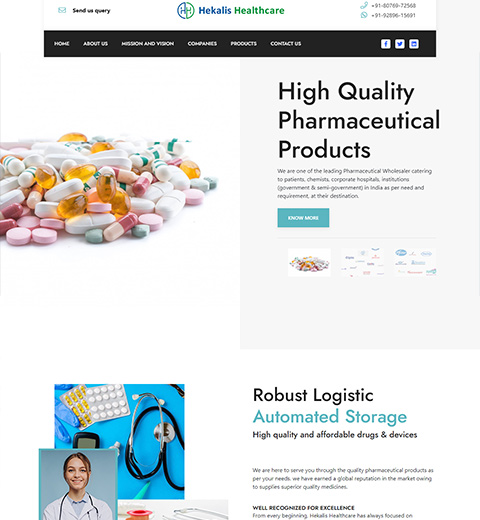 Send us query
Hekalis Healthcare
+91-80769-72568
+91-92896-15691
HOME
ABOUT US
MISSION AND VISION
COMPANIES
PRODUCTS
CONTACT US
High Quality
Pharmaceutical
Products
We are one of the leading Pharmaceutical Wholesaler catering
to patients, chemists, corporate hospitals, institutions
(government & semi-government) in India as per need and
requirement, at their destination.
KNOW MORE
Robust Logistic
Automated Storage
High quality and affordable drugs & devices
We are here to serve you through the quality pharmaceutical products as
per your needs. we have earned a global reputation in the market owing
to supplies superior quality medicines.
WELL RECOGNIZED FOR EXCELLENCE
From every beginning, Hekalis Healthcare has always focused on